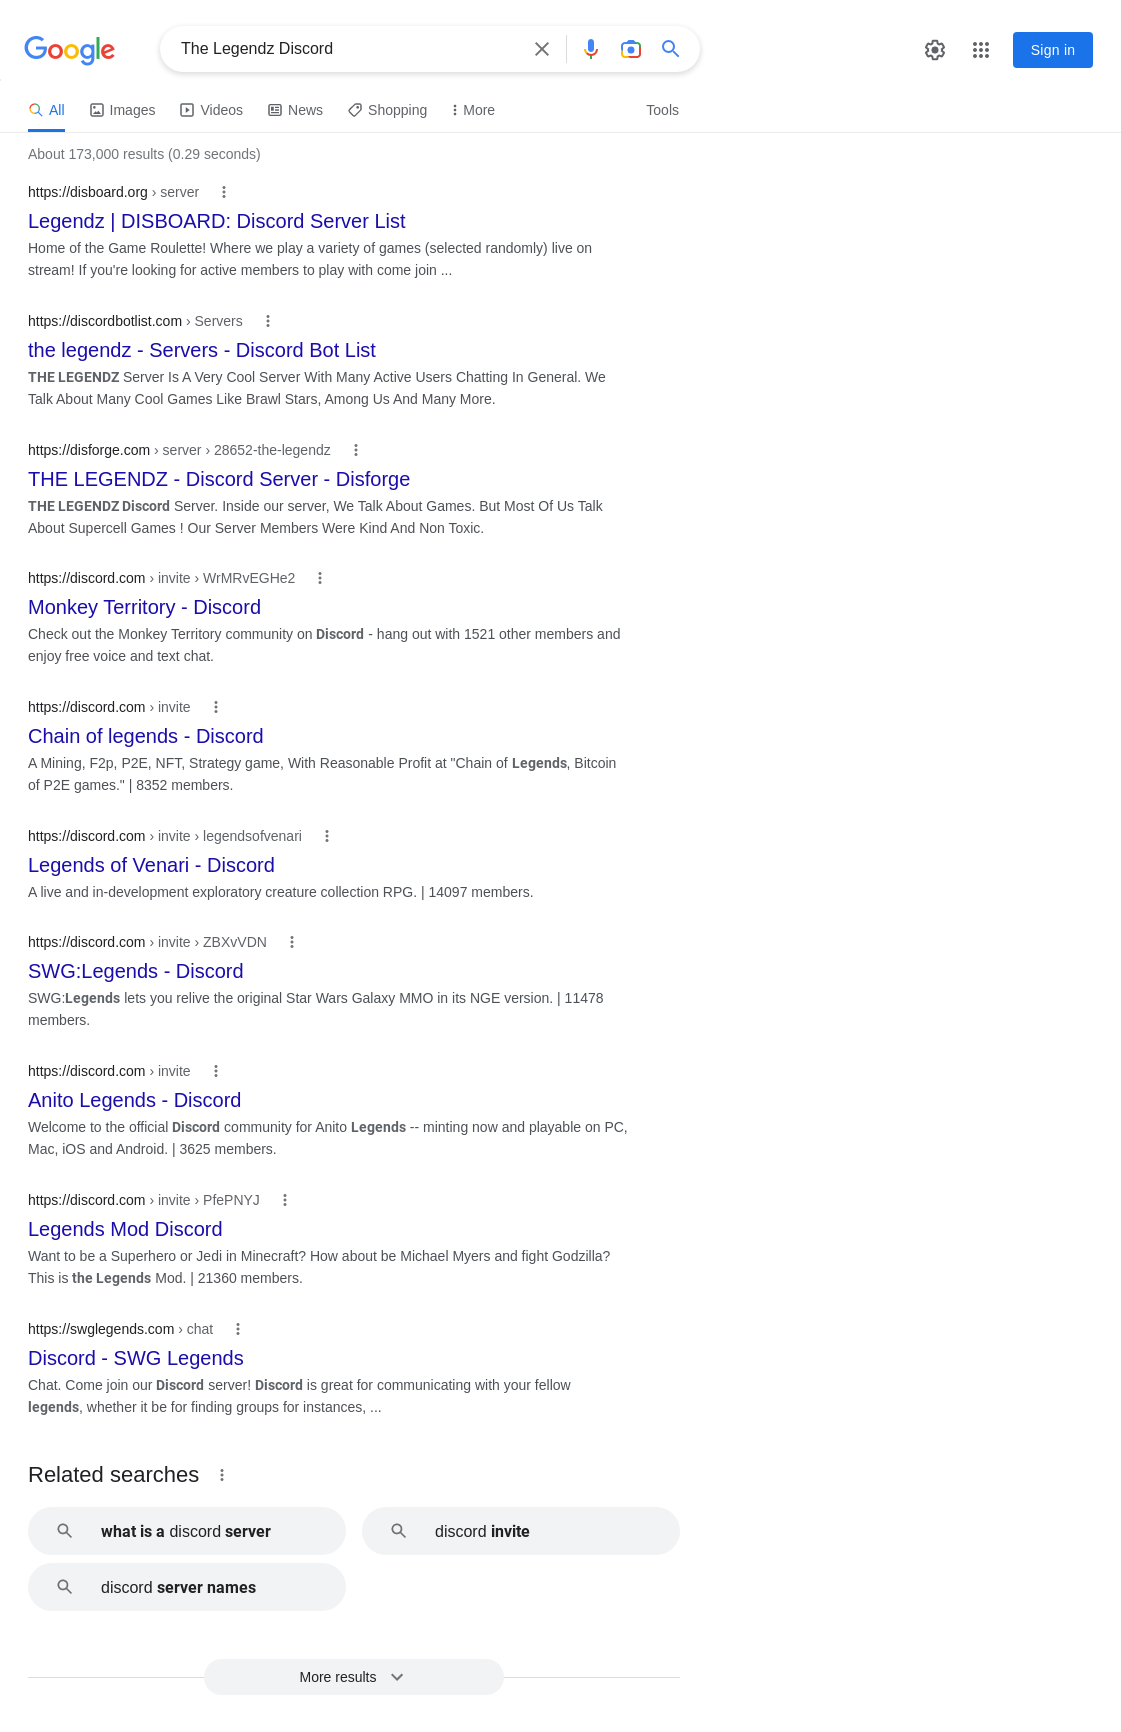 Google
The Legendz Discord
Sign in
All
Images
Videos
News
Shopping
More
Tools
About 173,000 results (0.29 seconds)
https://disboard.org › server
Legendz | DISBOARD: Discord Server List
Home of the Game Roulette! Where we play a variety of games (selected randomly) live on
stream! If you're looking for active members to play with come join ...
https://discordbotlist.com › Servers
the legendz - Servers - Discord Bot List
THE LEGENDZ Server Is A Very Cool Server With Many Active Users Chatting In General. We
Talk About Many Cool Games Like Brawl Stars, Among Us And Many More.
https://disforge.com › server › 28652-the-legendz
THE LEGENDZ - Discord Server - Disforge
THE LEGENDZ Discord Server. Inside our server, We Talk About Games. But Most Of Us Talk
About Supercell Games ! Our Server Members Were Kind And Non Toxic.
https://discord.com › invite › WrMRvEGHe2
Monkey Territory - Discord
Check out the Monkey Territory community on Discord - hang out with 1521 other members and
enjoy free voice and text chat.
https://discord.com › invite
Chain of legends - Discord
A Mining, F2p, P2E, NFT, Strategy game, With Reasonable Profit at "Chain of Legends, Bitcoin
of P2E games." | 8352 members.
https://discord.com › invite › legendsofvenari
Legends of Venari - Discord
A live and in-development exploratory creature collection RPG. | 14097 members.
https://discord.com › invite › ZBXvVDN
SWG:Legends - Discord
SWG:Legends lets you relive the original Star Wars Galaxy MMO in its NGE version. | 11478
members.
https://discord.com › invite
Anito Legends - Discord
Welcome to the official Discord community for Anito Legends -- minting now and playable on PC,
Mac, iOS and Android. | 3625 members.
https://discord.com › invite › PfePNYJ
Legends Mod Discord
Want to be a Superhero or Jedi in Minecraft? How about be Michael Myers and fight Godzilla?
This is the Legends Mod. | 21360 members.
https://swglegends.com › chat
Discord - SWG Legends
Chat. Come join our Discord server! Discord is great for communicating with your fellow
legends, whether it be for finding groups for instances, ...
Related searches
what is a discord server
discord invite
discord server names
More results